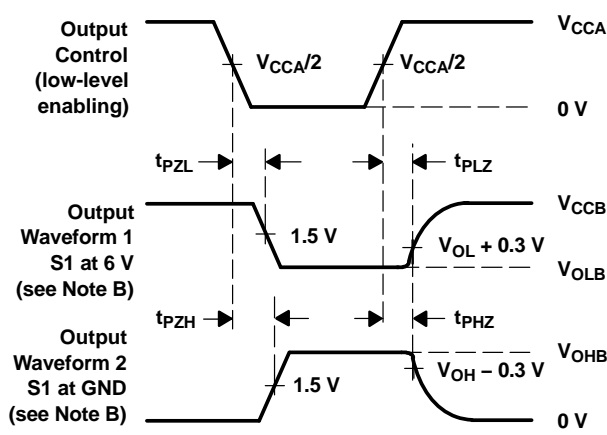 Output
Control
(low-level
enabling)
V_CCA/2
V_CCA/2
V_CCA
0 V
t_PZL
t_PLZ
Output
Waveform 1
S1 at 6 V
(see Note B)
1.5 V
V_CCB
V_OL + 0.3 V
V_OLB
t_PZH
t_PHZ
Output
Waveform 2
S1 at GND
(see Note B)
1.5 V
V_OHB
V_OH – 0.3 V
0 V